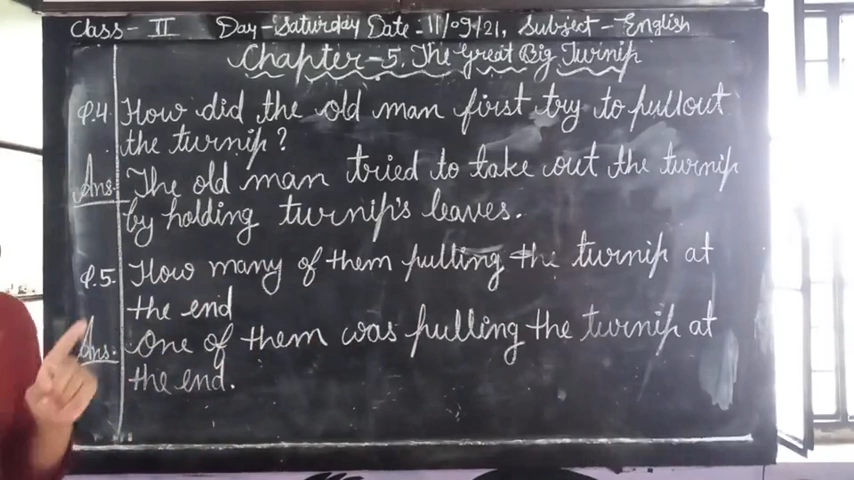 Class - II Day - Saturday Date - 11/09/21, Subject - English
Chapter-5. The Great Big Turnip
Q.4. How did the old man first try to pullout
the turnip?
Ans. The old man tried to take out the turnip
by holding turnip's leaves.
Q.5. How many of them pulling the turnip at
the end
Ans. One of them was pulling the turnip at
the end.